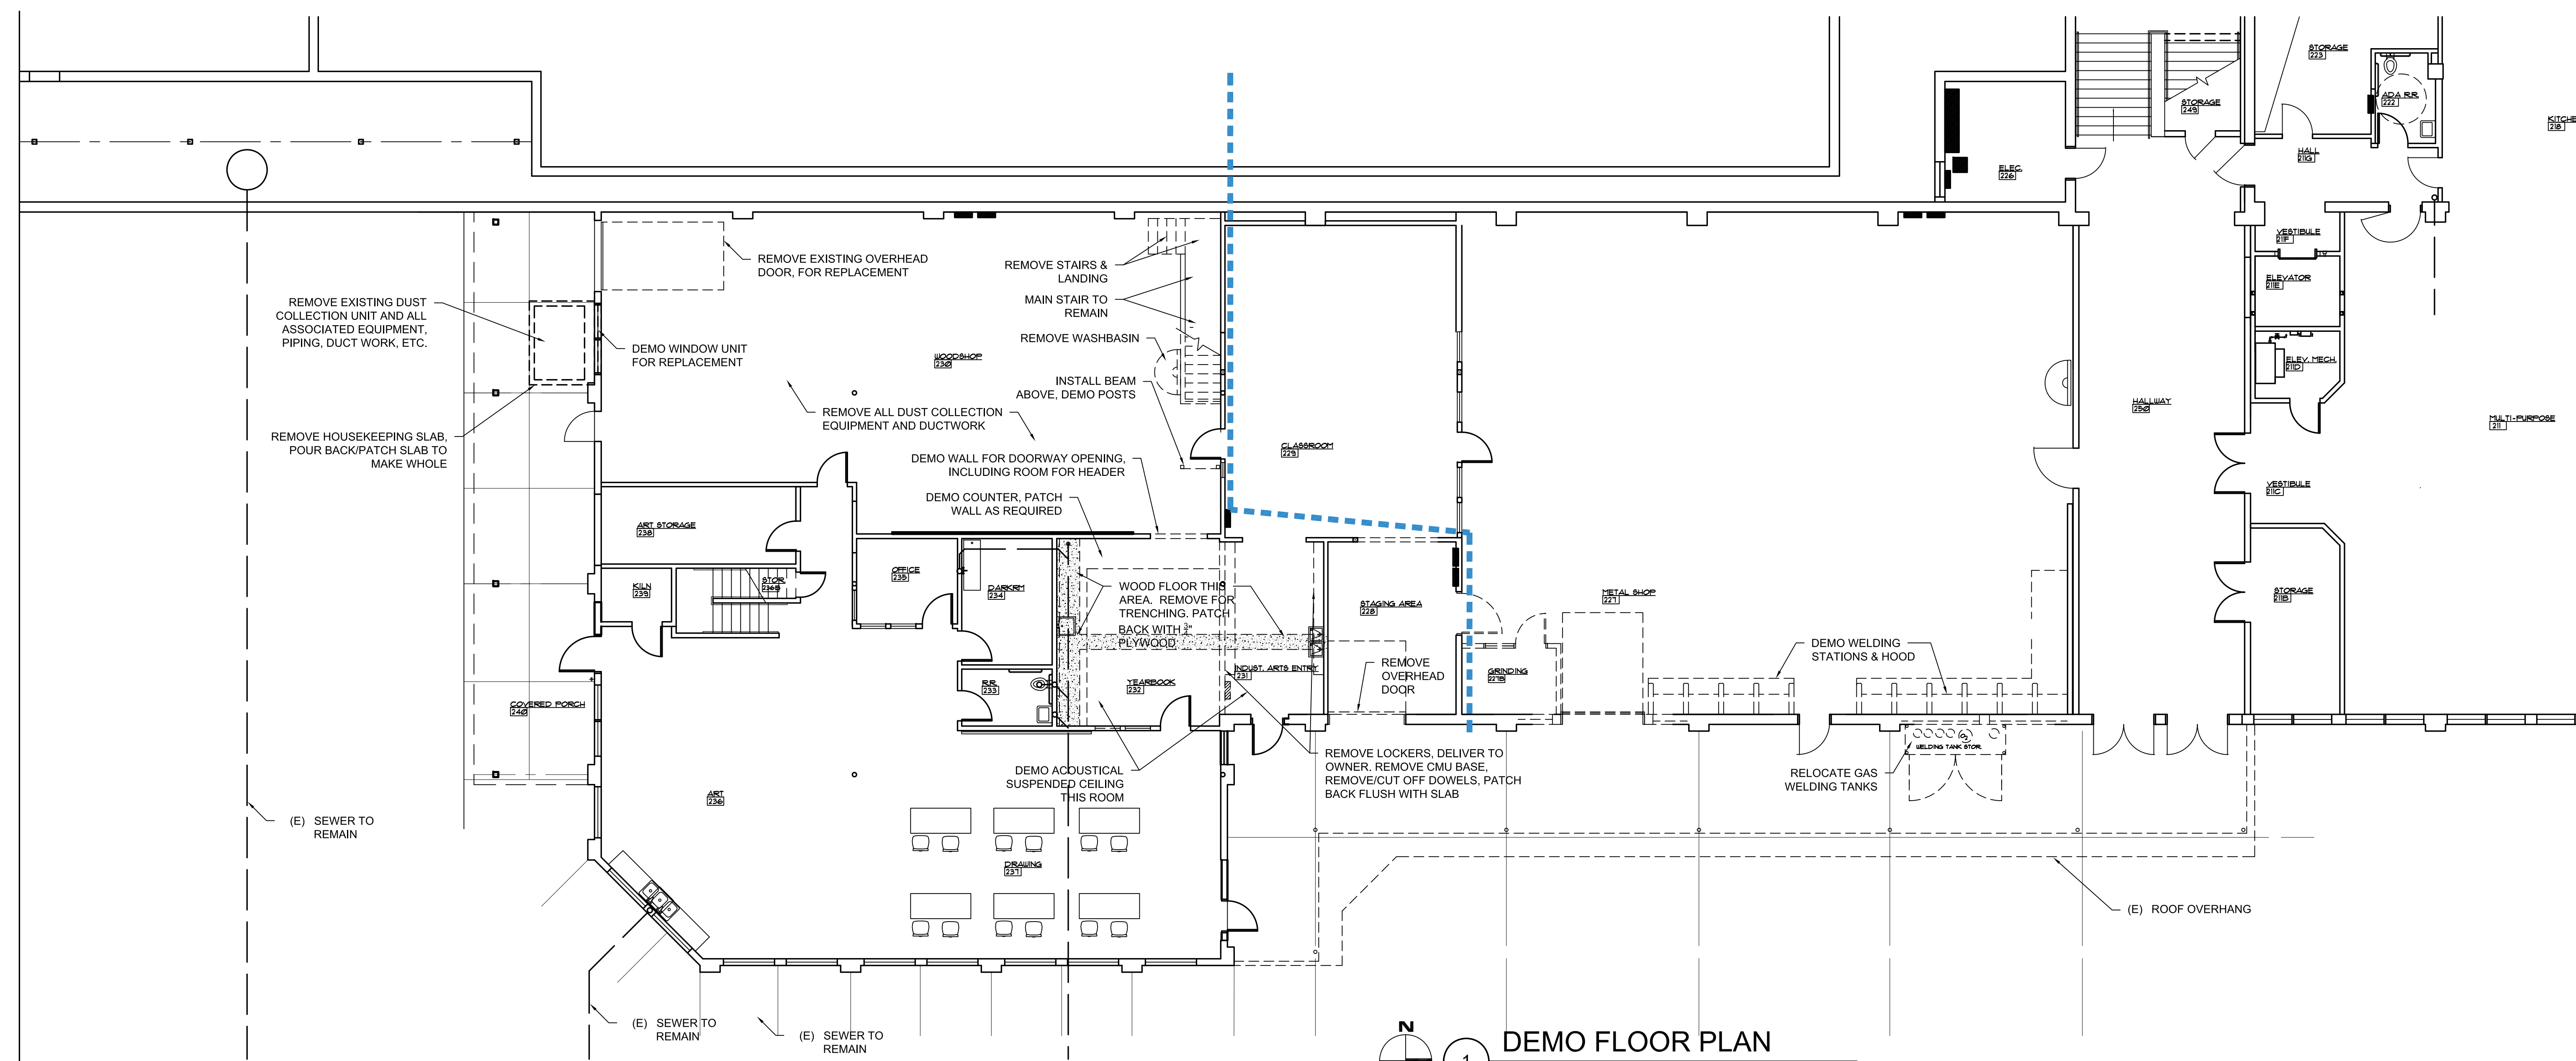 STORAGE
223
ADA R.R.
222
STORAGE
249
KITCHE
218
HALL
211G
ELEC.
226
VESTIBULE
211F
ELEVATOR
211E
ELEV. MECH.
211D
HALLWAY
250
MULTI-PURPOSE
211
VESTIBULE
211C
STORAGE
211B
REMOVE EXISTING OVERHEAD
DOOR, FOR REPLACEMENT
REMOVE STAIRS &
LANDING
MAIN STAIR TO
REMAIN
REMOVE WASHBASIN
INSTALL BEAM
ABOVE, DEMO POSTS
REMOVE EXISTING DUST
COLLECTION UNIT AND ALL
ASSOCIATED EQUIPMENT,
PIPING, DUCT WORK, ETC.
DEMO WINDOW UNIT
FOR REPLACEMENT
WOODSHOP
230
REMOVE ALL DUST COLLECTION
EQUIPMENT AND DUCTWORK
REMOVE HOUSEKEEPING SLAB,
POUR BACK/PATCH SLAB TO
MAKE WHOLE
DEMO WALL FOR DOORWAY OPENING,
INCLUDING ROOM FOR HEADER
DEMO COUNTER, PATCH
WALL AS REQUIRED
CLASSROOM
229
ART STORAGE
238
KILN
239
STOR.
236B
OFFICE
235
DARKRM
234
WOOD FLOOR THIS
AREA. REMOVE FOR
TRENCHING. PATCH
BACK WITH 3/4"
PLYWOOD
STAGING AREA
228
METAL SHOP
227
DEMO WELDING
STATIONS & HOOD
REMOVE
OVERHEAD
DOOR
GRINDING
227B
INDUST. ARTS ENTRY
231
YEARBOOK
232
R.R.
233
COVERED PORCH
240
WELDING TANK STOR.
RELOCATE GAS
WELDING TANKS
REMOVE LOCKERS, DELIVER TO
OWNER. REMOVE CMU BASE,
REMOVE/CUT OFF DOWELS, PATCH
BACK FLUSH WITH SLAB
DEMO ACOUSTICAL
SUSPENDED CEILING
THIS ROOM
ART
236
DRAWING
237
(E) SEWER TO
REMAIN
(E) ROOF OVERHANG
(E) SEWER TO
REMAIN
(E) SEWER TO
REMAIN
N
1
DEMO FLOOR PLAN